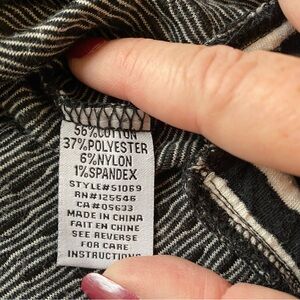 56%COTTON
37%POLYESTER
6%NYLON
1%SPANDEX
STYLE#51069
RN#125546
CA#05633
MADE IN CHINA
FAIT EN CHINE
SEE REVERSE
FOR CARE
INSTRUCTIONS